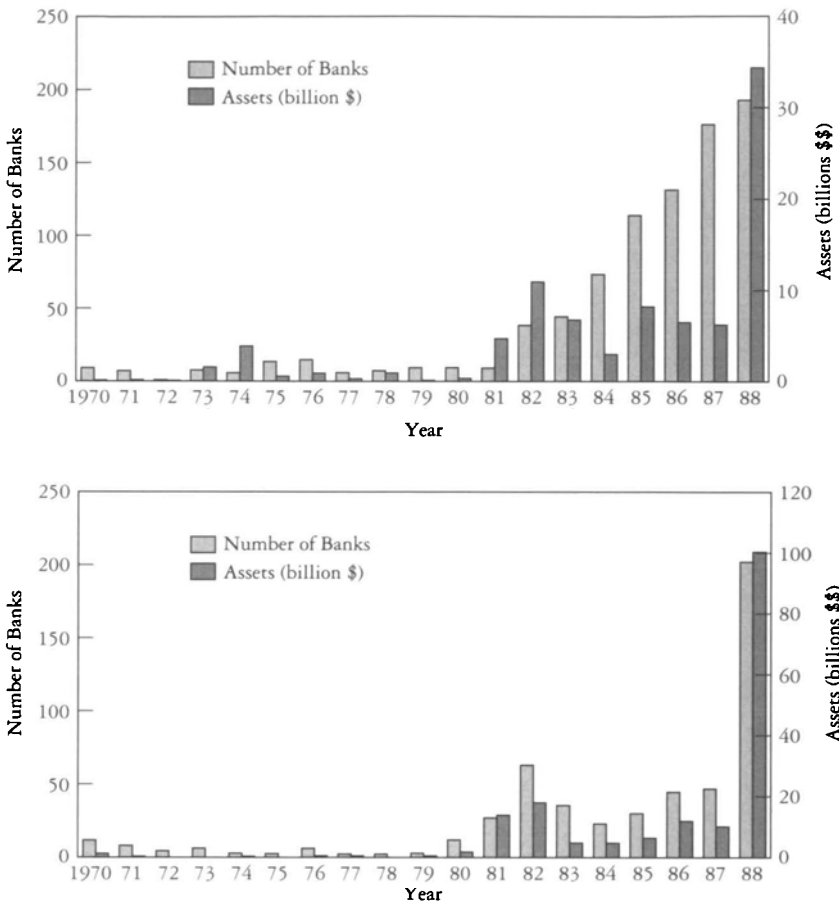 250
200
150
100
50
0
Number of Banks
Number of Banks
Assets (billion $)
40
30
20
10
0
Assets (billions $$)
1970 71 72 73 74 75 76 77 78 79 80 81 82 83 84 85 86 87 88
Year
250
200
150
100
50
0
Number of Banks
Number of Banks
Assets (billion $)
120
100
80
60
40
20
0
Assets (billions $$)
1970 71 72 73 74 75 76 77 78 79 80 81 82 83 84 85 86 87 88
Year